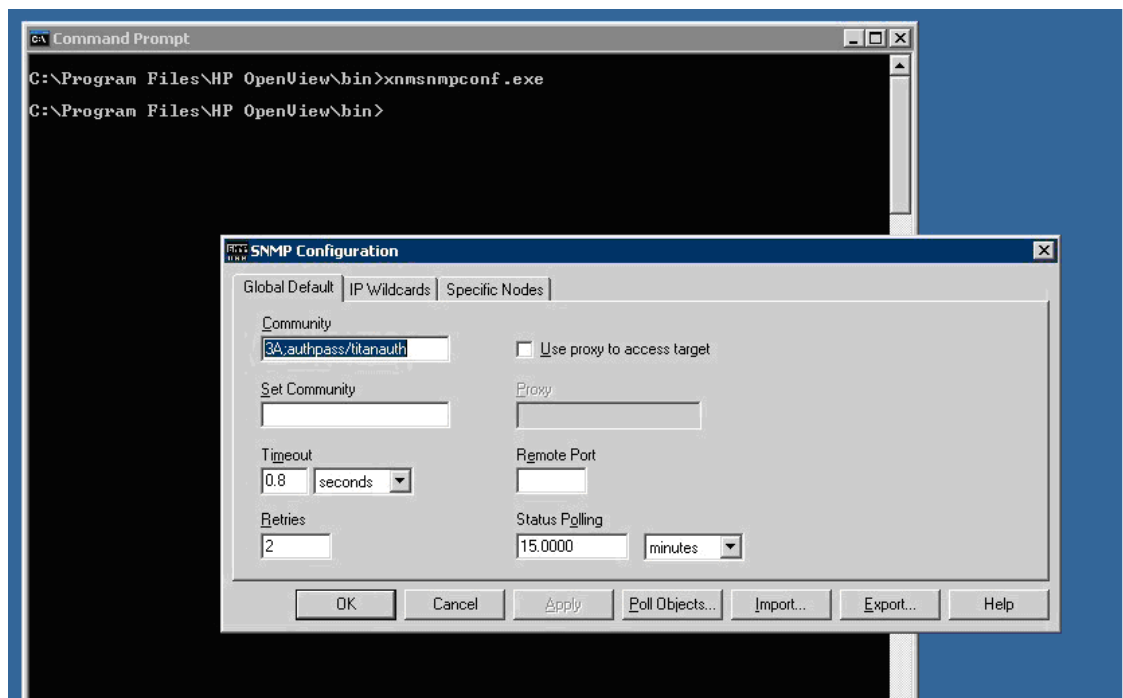 Command Prompt
C:\Program Files\HP OpenView\bin>xnmsnmpconf.exe
C:\Program Files\HP OpenView\bin>
SNMP Configuration
Global Default IP Wildcards Specific Nodes
Community
3A;authpass/titanauth
Use proxy to access target
Set Community
Proxy
Timeout
0.8 seconds
Remote Port
Retries
2
Status Polling
15.0000 minutes
OK Cancel Apply Poll Objects... Import... Export... Help